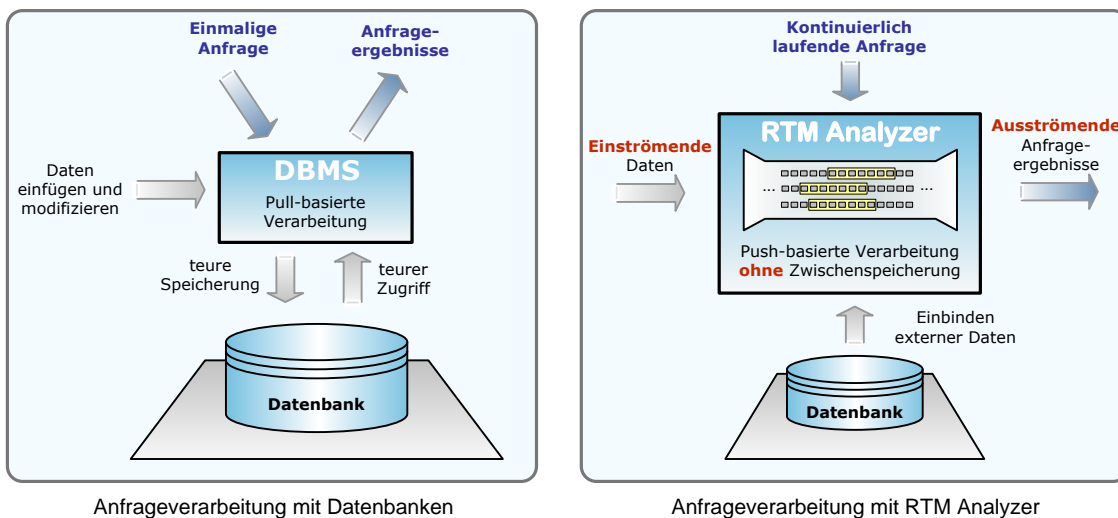 Einmalige
Anfrage
Anfrage-
ergebnisse
Daten
einfügen und
modifizieren
DBMS
Pull-basierte
Verarbeitung
teure
Speicherung
teurer
Zugriff
Datenbank
Anfrageverarbeitung mit Datenbanken
Kontinuierlich
laufende Anfrage
Einströmende
Daten
RTM Analyzer
...
...
Push-basierte Verarbeitung
ohne Zwischenspeicherung
Ausströmende
Anfrage-
ergebnisse
Einbinden
externer Daten
Datenbank
Anfrageverarbeitung mit RTM Analyzer